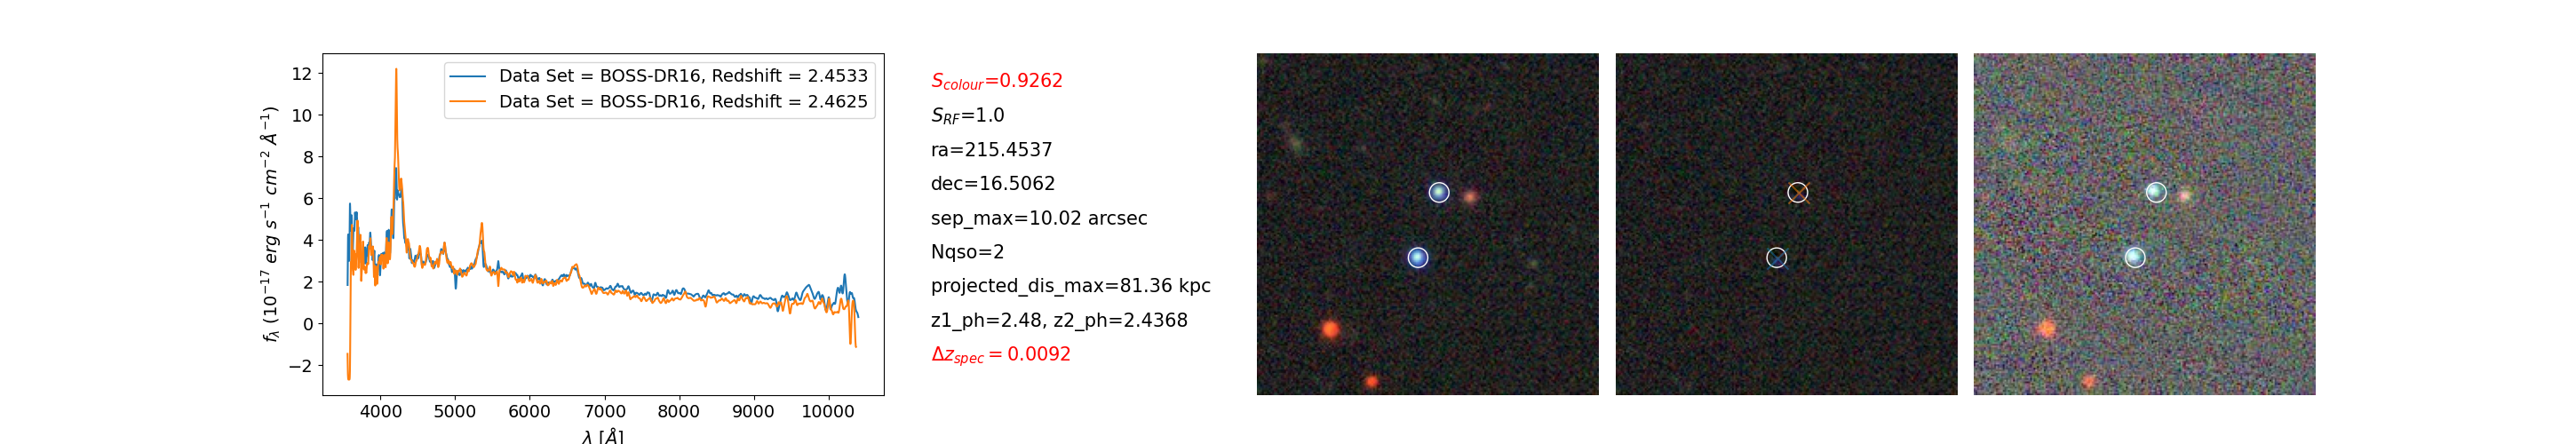 Data Set = BOSS-DR16, Redshift = 2.4533
Data Set = BOSS-DR16, Redshift = 2.4625
12
10
8
6
4
2
0
−2
f_λ (10⁻¹⁷ erg s⁻¹ cm⁻² Å⁻¹)
4000 5000 6000 7000 8000 9000 10000
λ [Å]
S_colour=0.9262
S_RF=1.0
ra=215.4537
dec=16.5062
sep_max=10.02 arcsec
Nqso=2
projected_dis_max=81.36 kpc
z1_ph=2.48, z2_ph=2.4368
Δz_spec = 0.0092